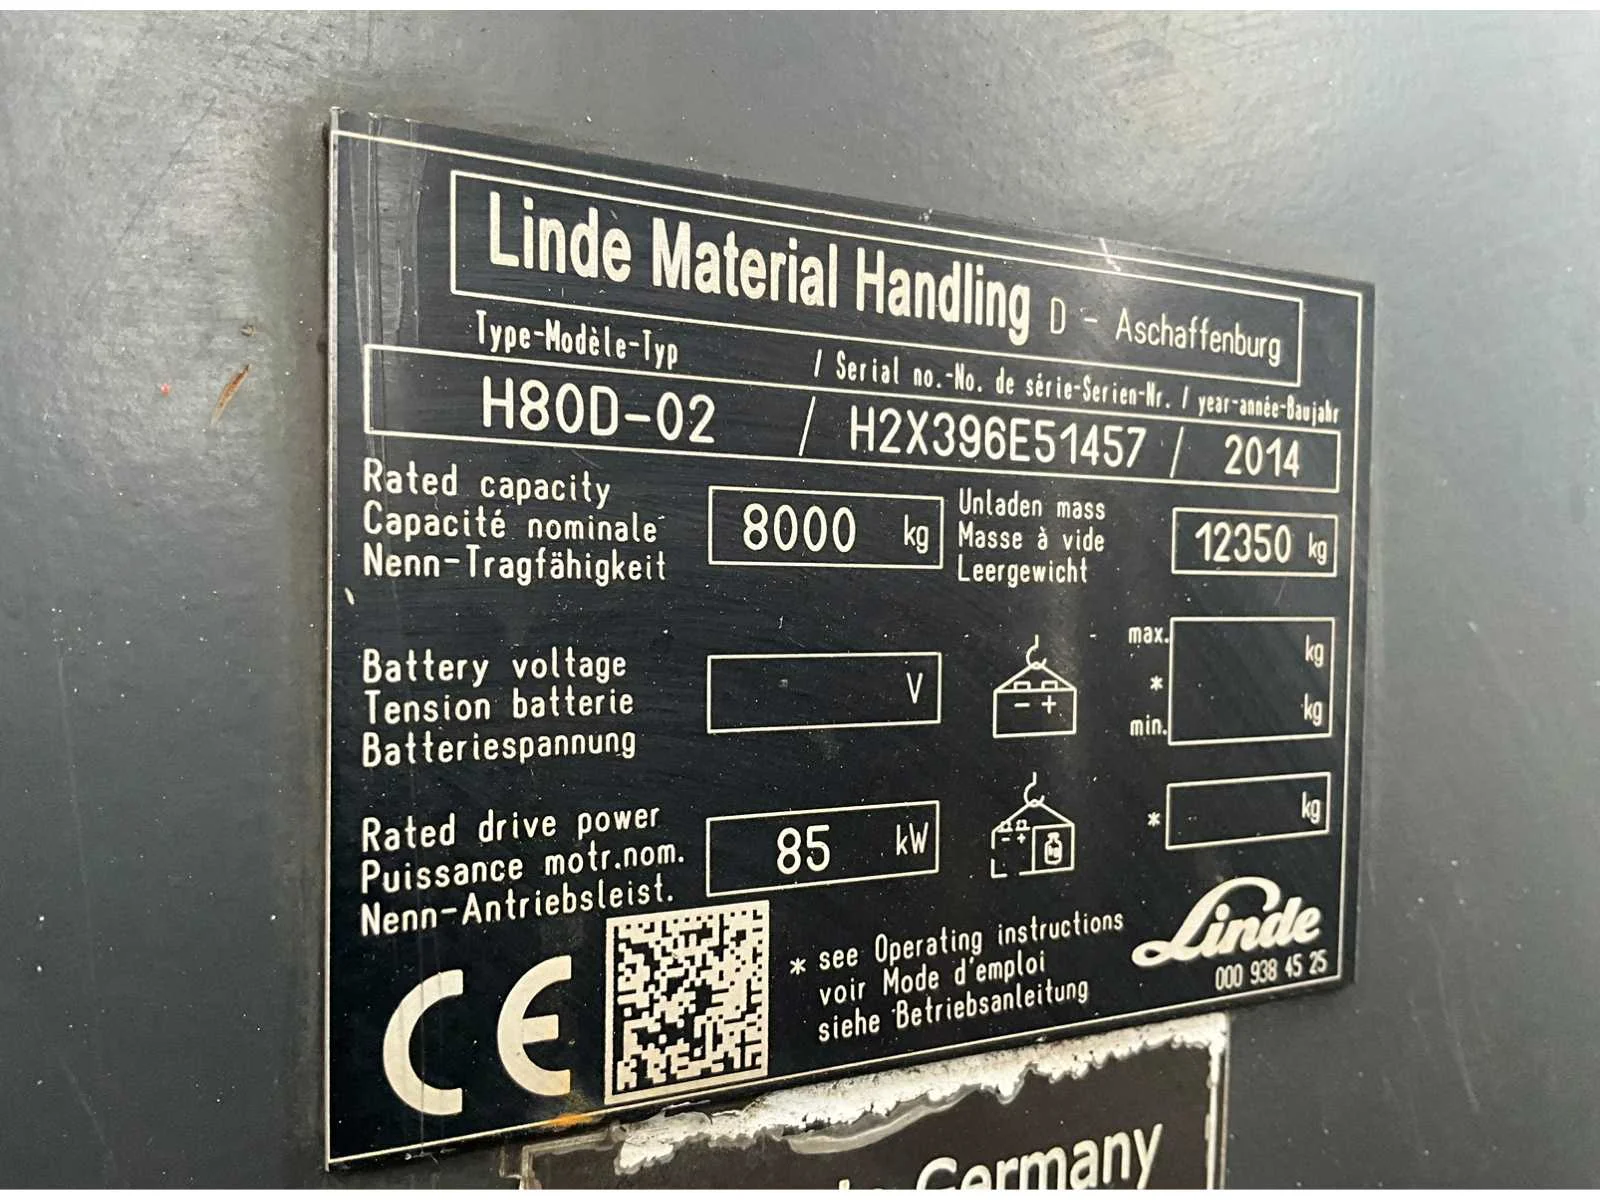 Linde Material Handling D - Aschaffenburg
Type-Modèle-Typ / Serial no.-No. de série-Serien-Nr. / year-année-Baujahr
H80D-02 / H2X396E51457 / 2014
Rated capacity
Capacité nominale
Nenn-Tragfähigkeit
8000 kg
Unladen mass
Masse à vide
Leergewicht
12350 kg
Battery voltage
Tension batterie
Batteriespannung
V
- +
max. kg
*
min. kg
Rated drive power
Puissance motr.nom.
Nenn-Antriebsleist.
85 kW
- +
kg
* kg
CE
* see Operating instructions
voir Mode d'emploi
siehe Betriebsanleitung
Linde
000 938 45 25
Germany